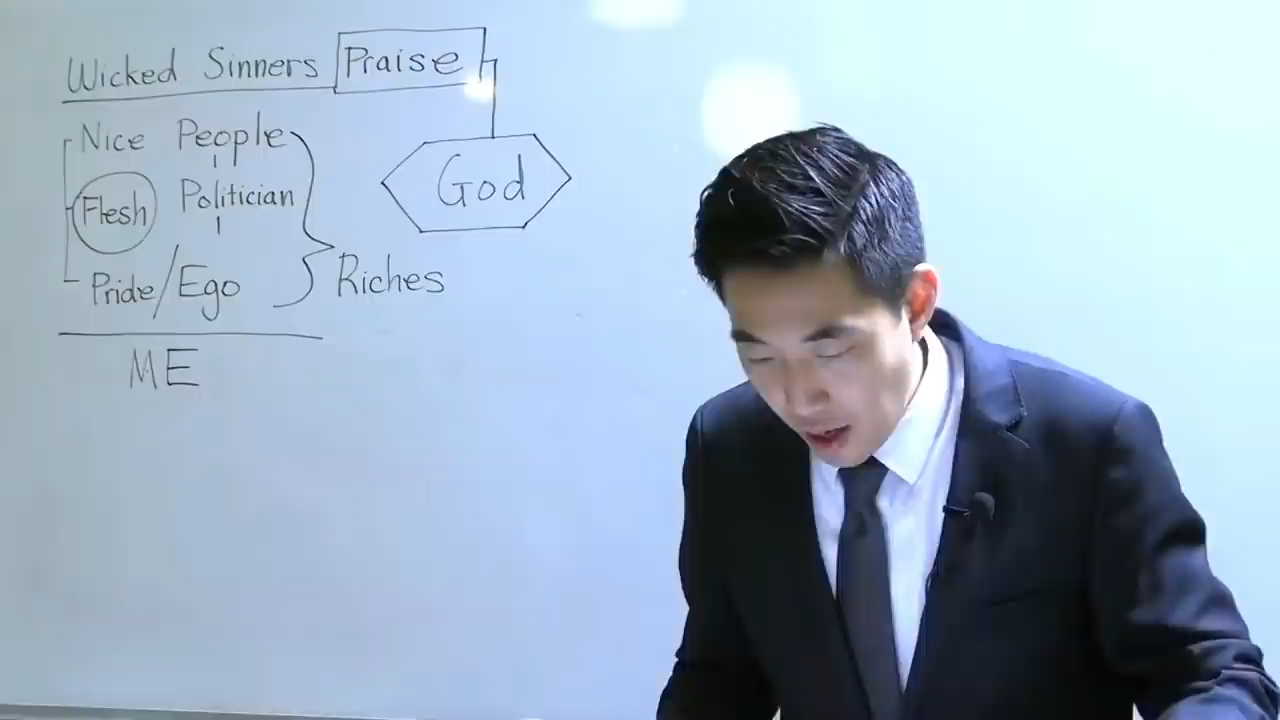 Wicked Sinners Praise
Nice People
God
Flesh Politician
Pride/Ego
Riches
ME